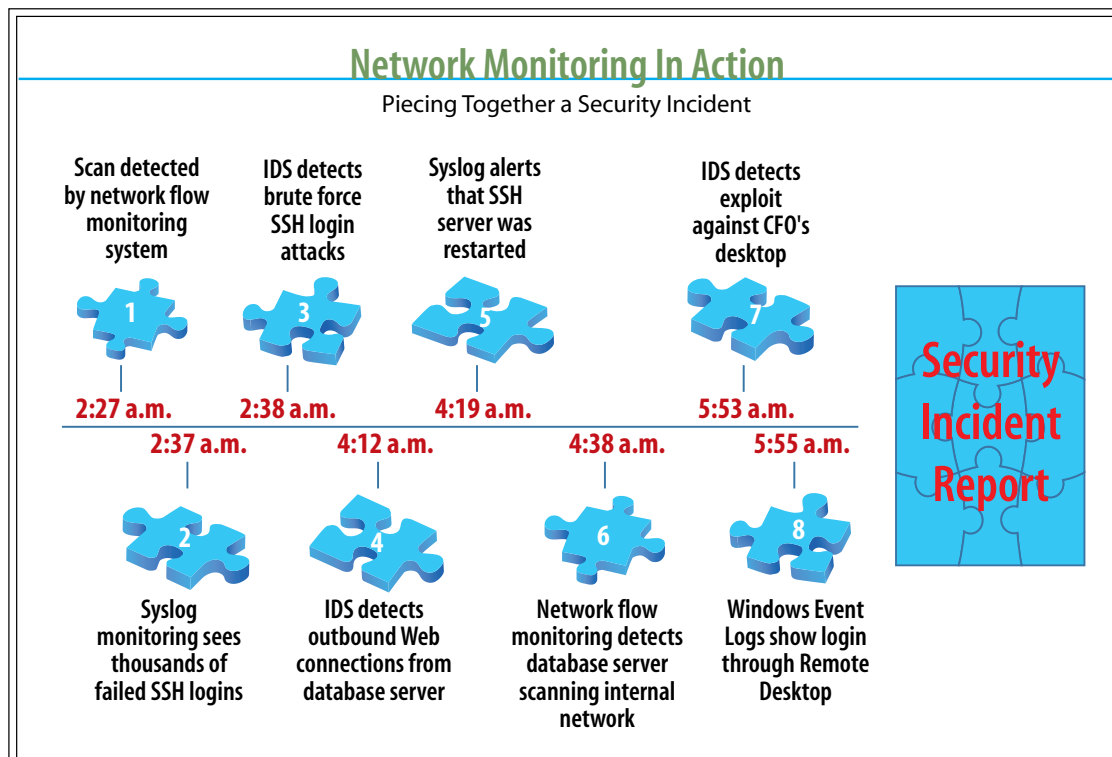 Network Monitoring In Action
Piecing Together a Security Incident
Scan detected
by network flow
monitoring
system
1
2:27 a.m.
2:37 a.m.
2
Syslog
monitoring sees
thousands of
failed SSH logins
IDS detects
brute force
SSH login
attacks
3
2:38 a.m.
4:12 a.m.
4
IDS detects
outbound Web
connections from
database server
Syslog alerts
that SSH
server was
restarted
5
4:19 a.m.
4:38 a.m.
6
Network flow
monitoring detects
database server
scanning internal
network
IDS detects
exploit
against CFO's
desktop
7
5:53 a.m.
5:55 a.m.
8
Windows Event
Logs show login
through Remote
Desktop
Security
Incident
Report